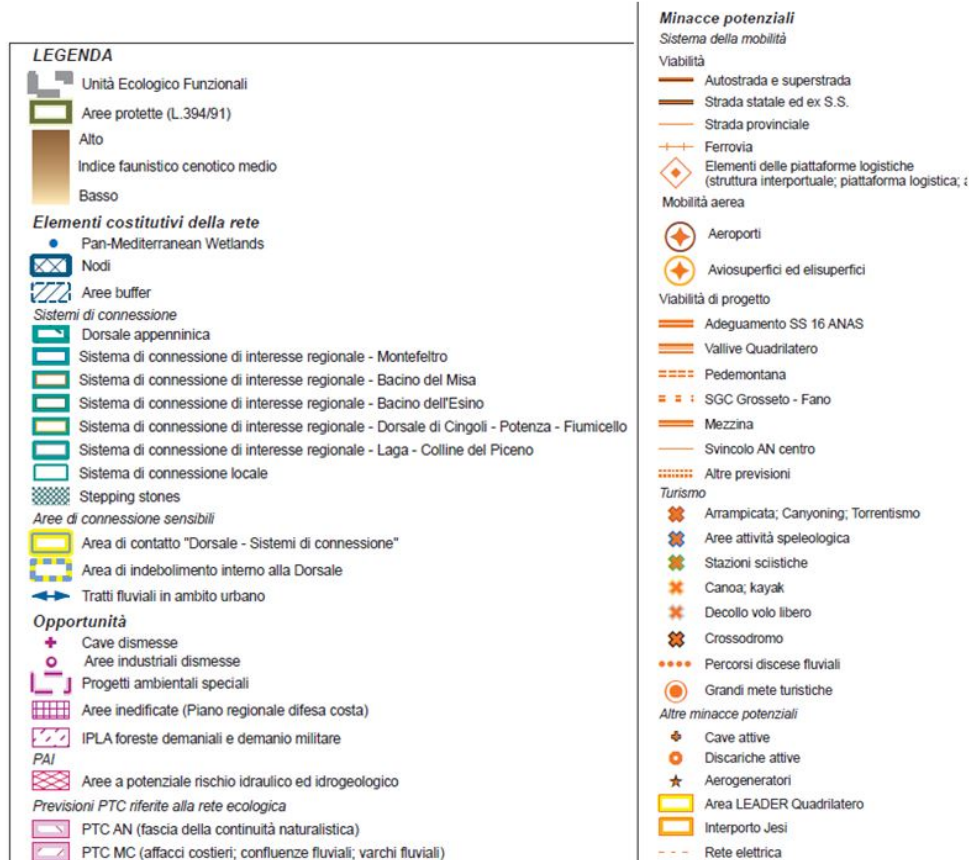 LEGENDA
Unità Ecologico Funzionali
Aree protette (L.394/91)
Alto
Indice faunistico cenotico medio
Basso
Elementi costitutivi della rete
Pan-Mediterranean Wetlands
Nodi
Aree buffer
Sistemi di connessione
Dorsale appenninica
Sistema di connessione di interesse regionale - Montefeltro
Sistema di connessione di interesse regionale - Bacino del Misa
Sistema di connessione di interesse regionale - Bacino dell'Esino
Sistema di connessione di interesse regionale - Dorsale di Cingoli - Potenza - Fiumicello
Sistema di connessione di interesse regionale - Laga - Colline del Piceno
Sistema di connessione locale
Stepping stones
Aree di connessione sensibili
Area di contatto "Dorsale - Sistemi di connessione"
Area di indebolimento interno alla Dorsale
Tratti fluviali in ambito urbano
Opportunità
Cave dismesse
Aree industriali dismesse
Progetti ambientali speciali
Aree inedificate (Piano regionale difesa costa)
IPLA foreste demaniali e demanio militare
PAI
Aree a potenziale rischio idraulico ed idrogeologico
Previsioni PTC riferite alla rete ecologica
PTC AN (fascia della continuità naturalistica)
PTC MC (affacci costieri; confluenze fluviali; varchi fluviali)
Minacce potenziali
Sistema della mobilità
Viabilità
Autostrada e superstrada
Strada statale ed ex S.S.
Strada provinciale
Ferrovia
Elementi delle piattaforme logistiche
(struttura interportuale; piattaforma logistica;
Mobilità aerea
Aeroporti
Aviosuperfici ed elisuperfici
Viabilità di progetto
Adeguamento SS 16 ANAS
Vallive Quadrilatero
Pedemontana
SGC Grosseto - Fano
Mezzina
Svincolo AN centro
Altre previsioni
Turismo
Arrampicata; Canyoning; Torrentismo
Aree attività speleologica
Stazioni sciistiche
Canoa; kayak
Decollo volo libero
Crossodromo
Percorsi discese fluviali
Grandi mete turistiche
Altre minacce potenziali
Cave attive
Discariche attive
Aerogeneratori
Area LEADER Quadrilatero
Interporto Jesi
Rete elettrica